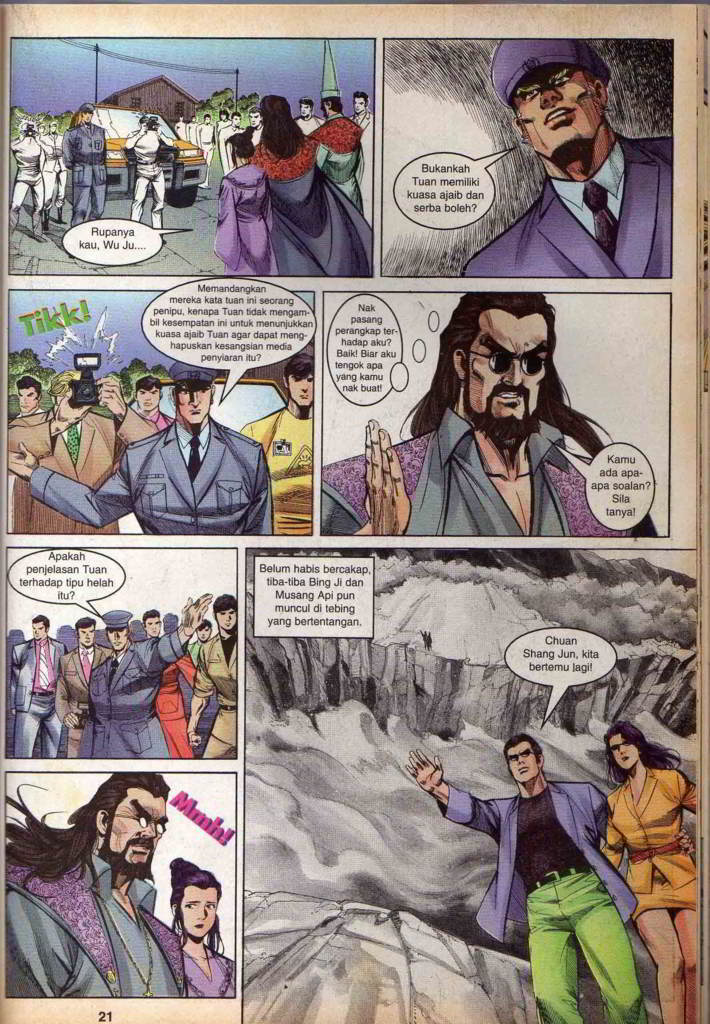 Rupanya
kau, Wu Ju....
Bukankah
Tuan memiliki
kuasa ajaib dan
serba boleh?
Tikk!
Memandangkan
mereka kata tuan ini seorang
penipu, kenapa Tuan tidak mengam-
bil kesempatan ini untuk menunjukkan
kuasa ajaib Tuan agar dapat meng-
hapuskan kesangsian media
penyiaran itu?
Nak
pasang
perangkap ter-
hadap aku?
Baik! Biar aku
tengok apa
yang kamu
nak buat!
Kamu
ada apa-
apa soalan?
Sila
tanya!
Apakah
penjelasan Tuan
terhadap tipu helah
itu?
Mmhh!
Belum habis bercakap,
tiba-tiba Bing Ji dan
Musang Api pun
muncul di tebing
yang bertentangan.
Chuan
Shang Jun, kita
bertemu lagi!
21